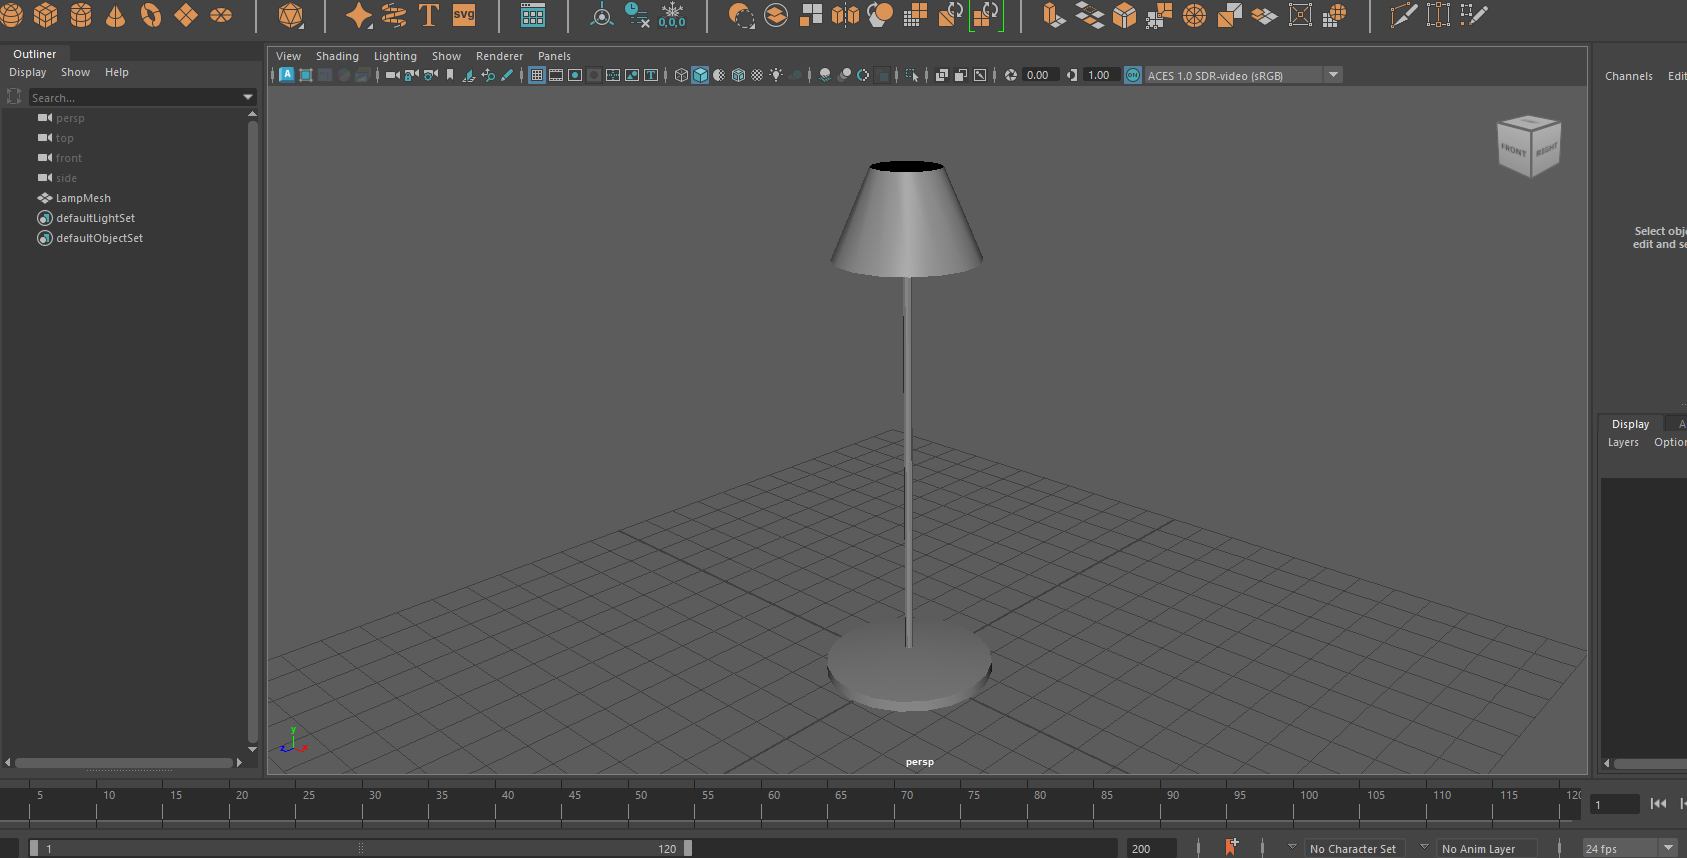 T
svg
0,0,0
Outliner
Display Show Help
Search...
persp
top
front
side
LampMesh
defaultLightSet
defaultObjectSet
View Shading Lighting Show Renderer Panels
A
T
0.00
1.00
ON
ACES 1.0 SDR-video (sRGB)
FRONT
RIGHT
y
z
x
persp
Channels Edit
Select obje
edit and se
Display A
Layers Option
5 10 15 20 25 30 35 40 45 50 55 60 65 70 75 80 85 90 95 100 105 110 115 120
1
1
120
200
No Character Set
No Anim Layer
24 fps